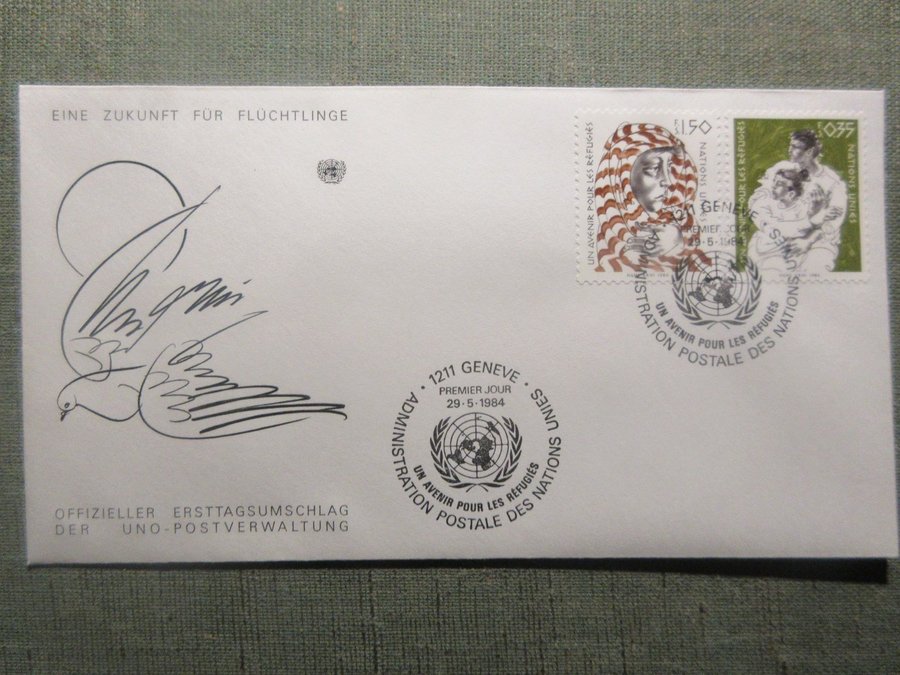 EINE ZUKUNFT FÜR FLÜCHTLINGE
UN AVENIR POUR LES RÉFUGIÉS
1,50
NATIONS UNIES
POUR LES RÉFUGIÉS
0,35
NATIONS UNIES
1211 GENEVE
PREMIER JOUR
29·5·1984
UN AVENIR POUR LES RÉFUGIÉS
ADMINISTRATION POSTALE DES NATIONS UNIES
· 1211 GENEVE ·
PREMIER JOUR
29·5·1984
UN AVENIR POUR LES RÉFUGIÉS
ADMINISTRATION POSTALE DES NATIONS UNIES
OFFIZIELLER ERSTTAGSUMSCHLAG
DER UNO-POSTVERWALTUNG